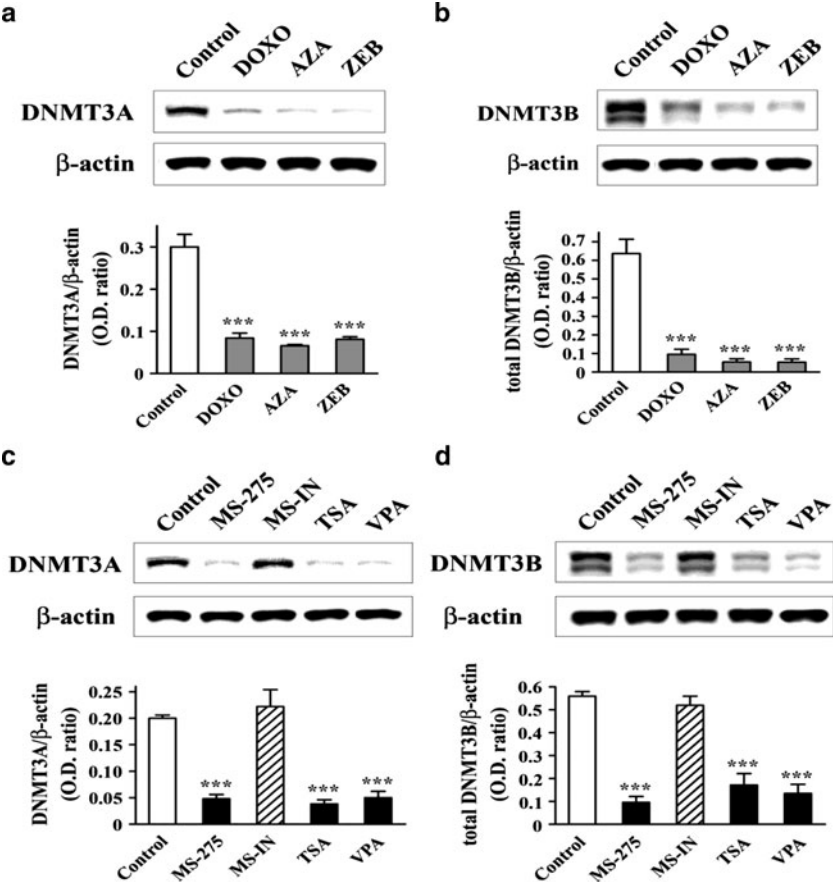 a
Control DOXO AZA ZEB
DNMT3A
β-actin
DNMT3A/β-actin
(O.D. ratio)
0.3
0.2
0.1
0
*** *** ***
Control DOXO AZA ZEB
b
Control DOXO AZA ZEB
DNMT3B
β-actin
total DNMT3B/β-actin
(O.D. ratio)
0.7
0.6
0.5
0.4
0.3
0.2
0.1
0
*** *** ***
Control DOXO AZA ZEB
c
Control MS-275 MS-IN TSA VPA
DNMT3A
β-actin
DNMT3A/β-actin
(O.D. ratio)
0.25
0.20
0.15
0.10
0.05
0
*** *** ***
Control MS-275 MS-IN TSA VPA
d
Control MS-275 MS-IN TSA VPA
DNMT3B
β-actin
total DNMT3B/β-actin
(O.D. ratio)
0.6
0.5
0.4
0.3
0.2
0.1
0
*** *** ***
Control MS-275 MS-IN TSA VPA